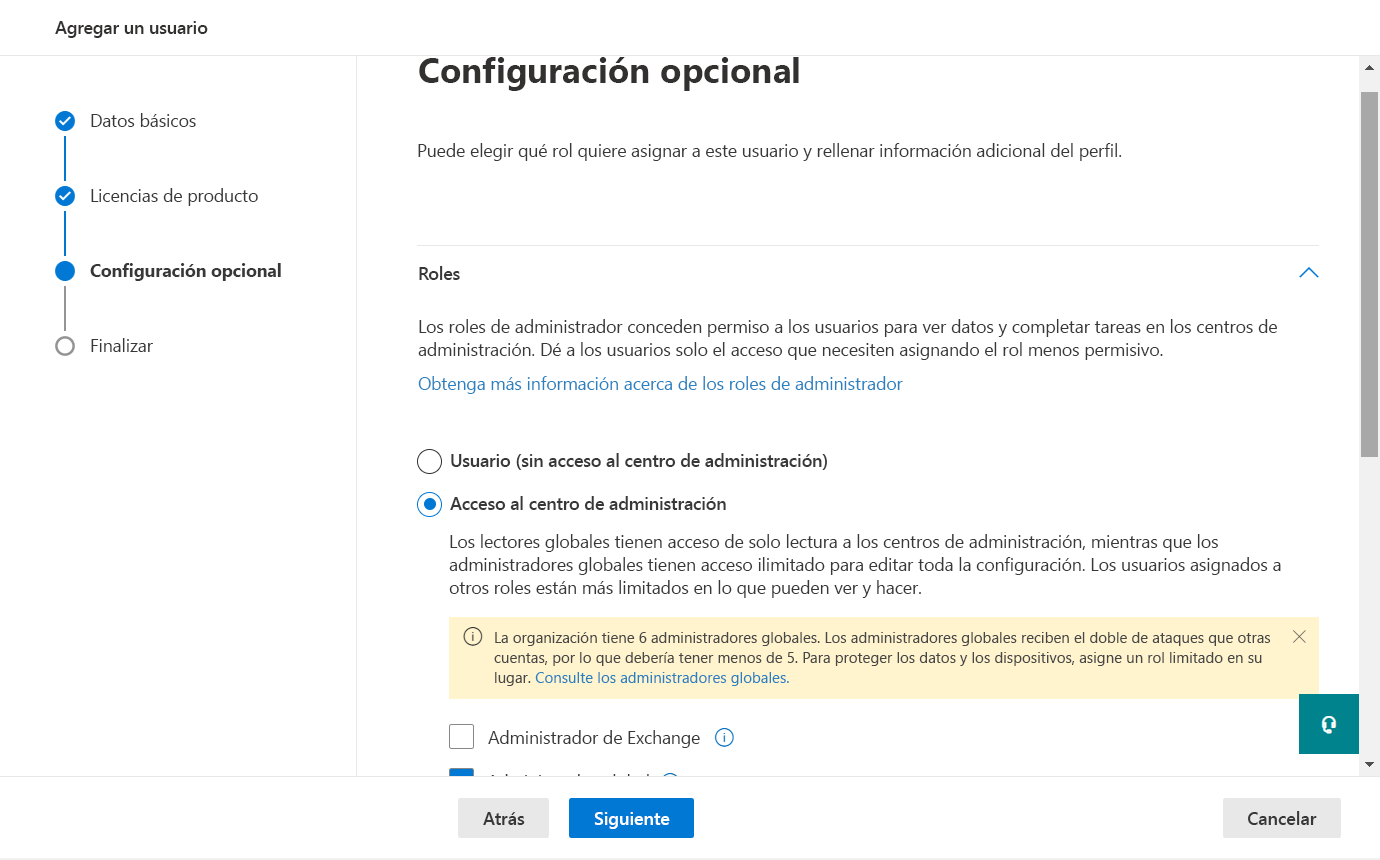 Agregar un usuario
Datos básicos
Licencias de producto
Configuración opcional
Finalizar
Configuración opcional
Puede elegir qué rol quiere asignar a este usuario y rellenar información adicional del perfil.
Roles
Los roles de administrador conceden permiso a los usuarios para ver datos y completar tareas en los centros de
administración. Dé a los usuarios solo el acceso que necesiten asignando el rol menos permisivo.
Obtenga más información acerca de los roles de administrador
Usuario (sin acceso al centro de administración)
Acceso al centro de administración
Los lectores globales tienen acceso de solo lectura a los centros de administración, mientras que los
administradores globales tienen acceso ilimitado para editar toda la configuración. Los usuarios asignados a
otros roles están más limitados en lo que pueden ver y hacer.
La organización tiene 6 administradores globales. Los administradores globales reciben el doble de ataques que otras
cuentas, por lo que debería tener menos de 5. Para proteger los datos y los dispositivos, asigne un rol limitado en su
lugar. Consulte los administradores globales.
Administrador de Exchange
Atrás
Siguiente
Cancelar